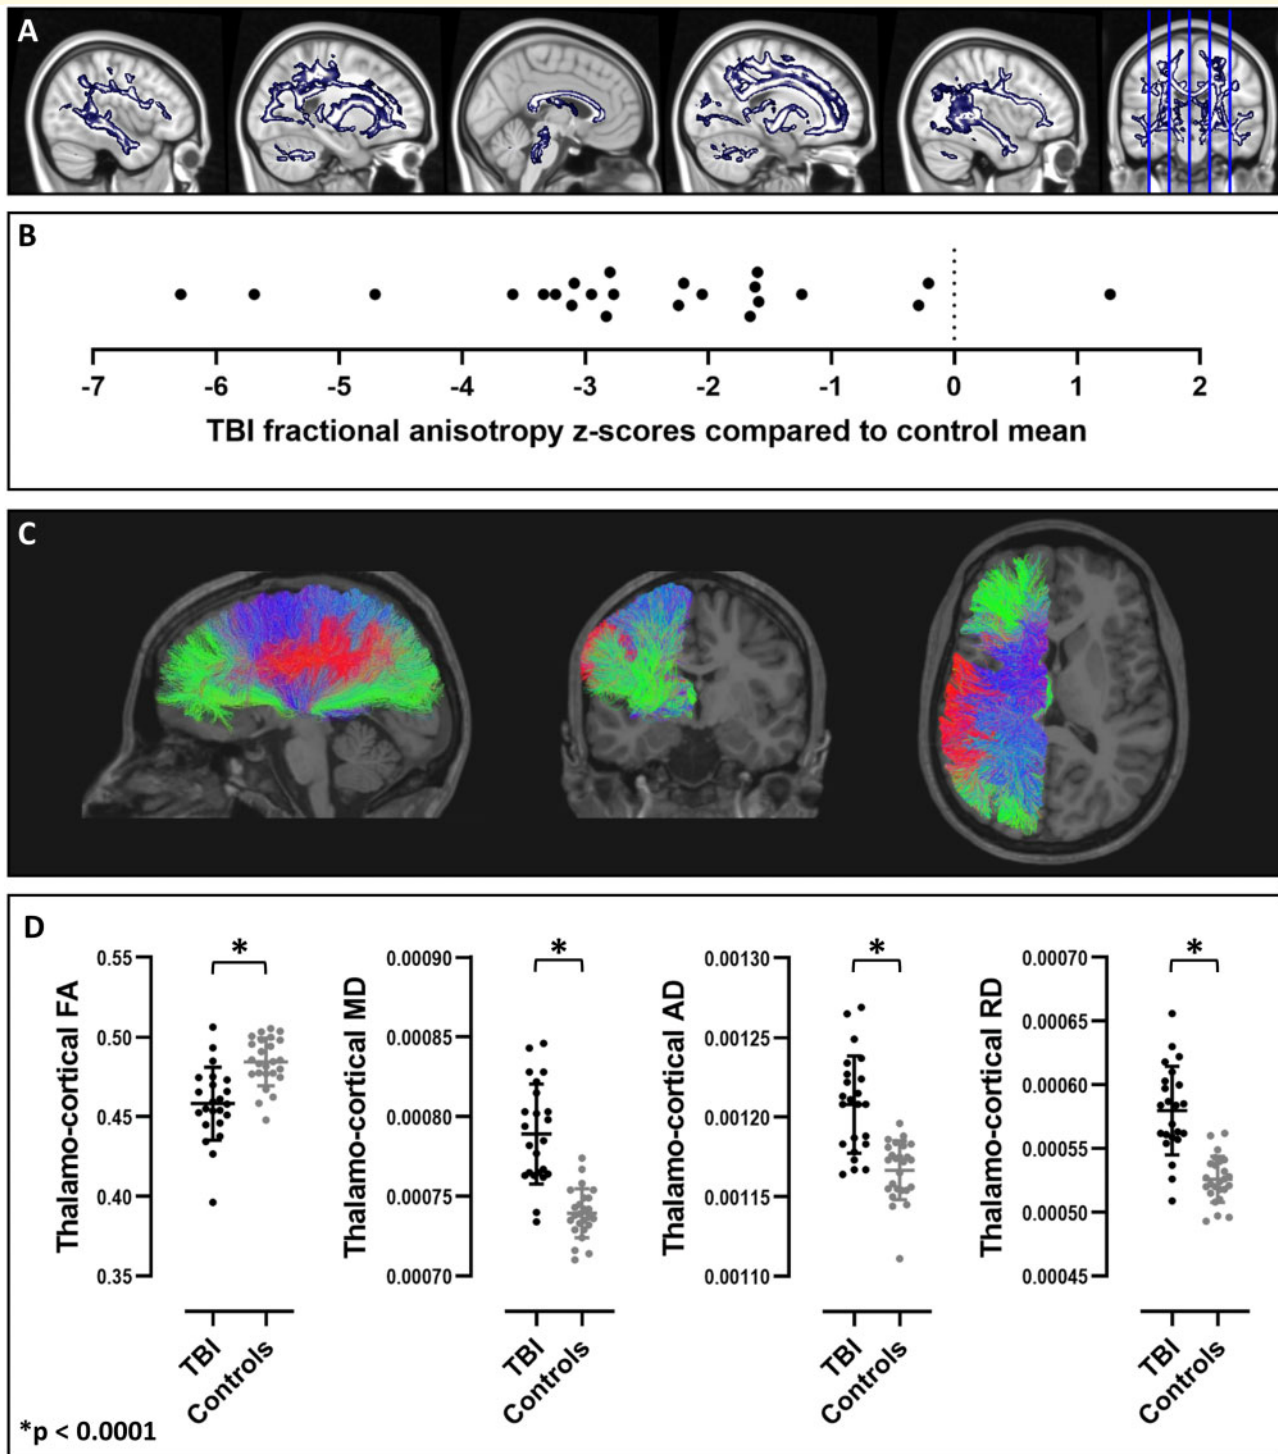 A
B
-7 -6 -5 -4 -3 -2 -1 0 1 2
TBI fractional anisotropy z-scores compared to control mean
C
D
* * * *
Thalamo-cortical FA
0.55
0.50
0.45
0.40
0.35
TBI
Controls
Thalamo-cortical MD
0.00090
0.00085
0.00080
0.00075
0.00070
TBI
Controls
Thalamo-cortical AD
0.00130
0.00125
0.00120
0.00115
0.00110
TBI
Controls
Thalamo-cortical RD
0.00070
0.00065
0.00060
0.00055
0.00050
0.00045
TBI
Controls
*p < 0.0001